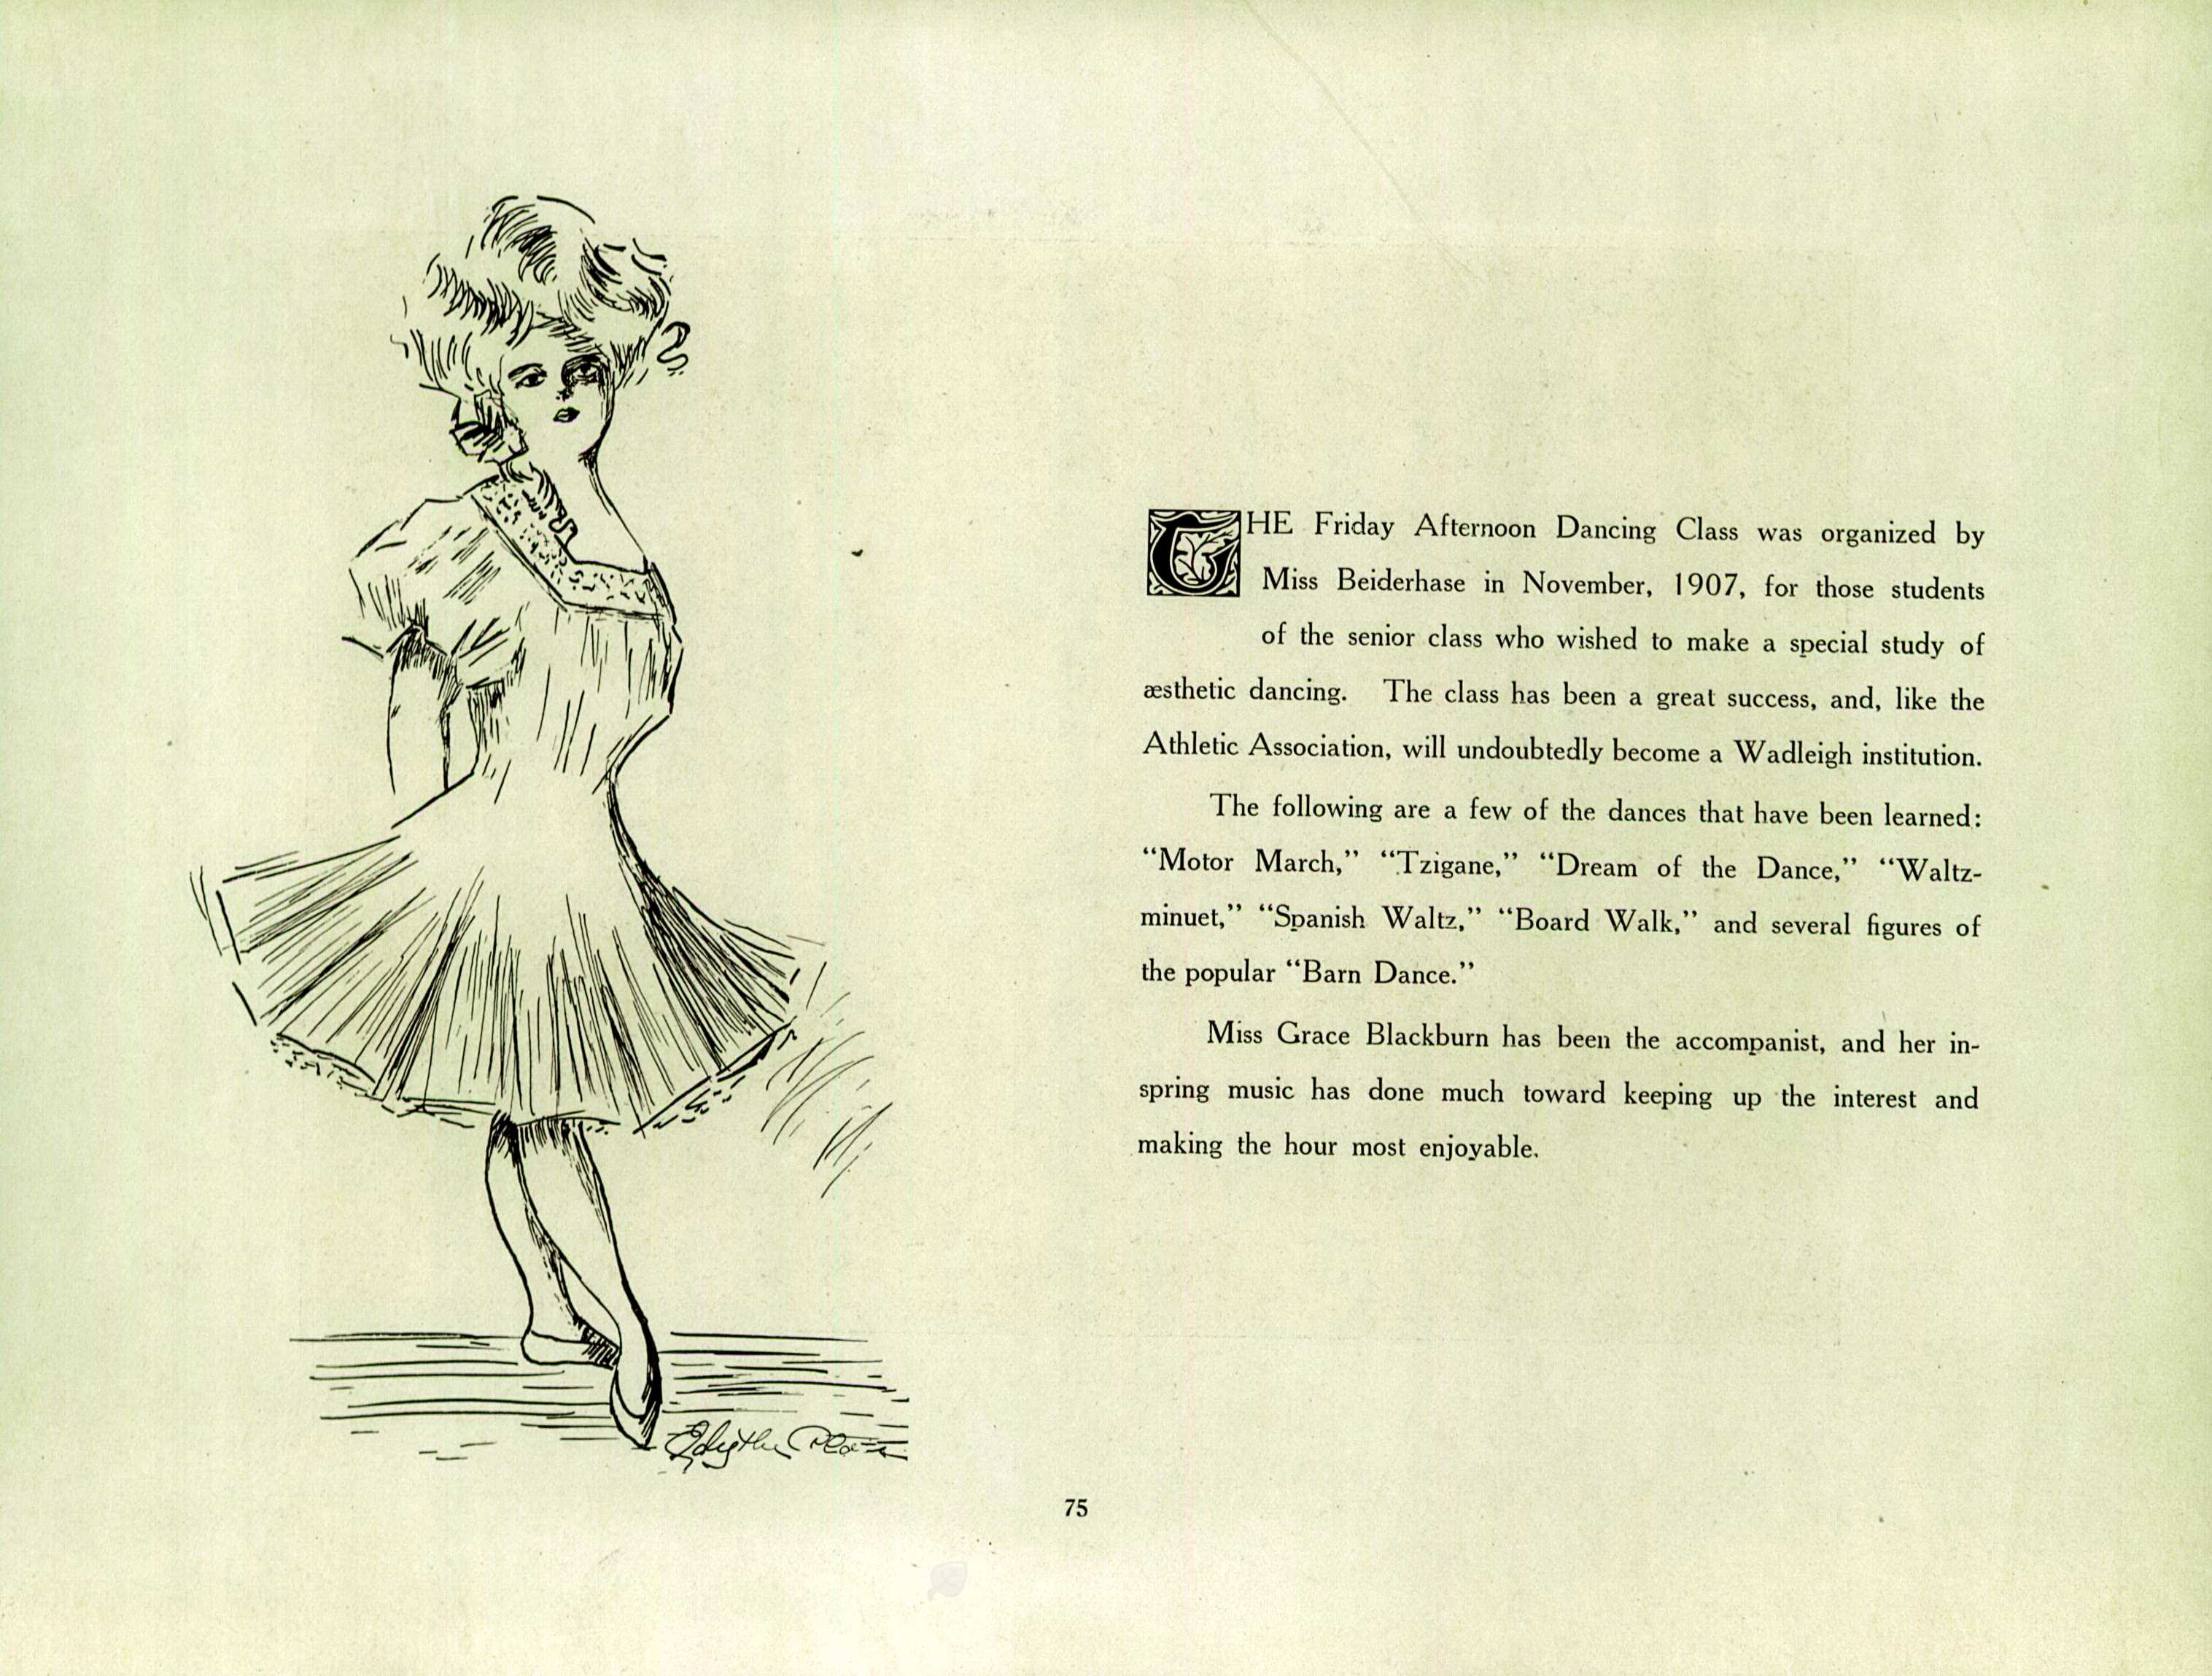 THE Friday Afternoon Dancing Class was organized by
Miss Beiderhase in November, 1907, for those students
of the senior class who wished to make a special study of
æsthetic dancing. The class has been a great success, and, like the
Athletic Association, will undoubtedly become a Wadleigh institution.
The following are a few of the dances that have been learned:
“Motor March,” “Tzigane,” “Dream of the Dance,” “Waltz-
minuet,” “Spanish Waltz,” “Board Walk,” and several figures of
the popular “Barn Dance.”
Miss Grace Blackburn has been the accompanist, and her in-
spring music has done much toward keeping up the interest and
making the hour most enjoyable.
75